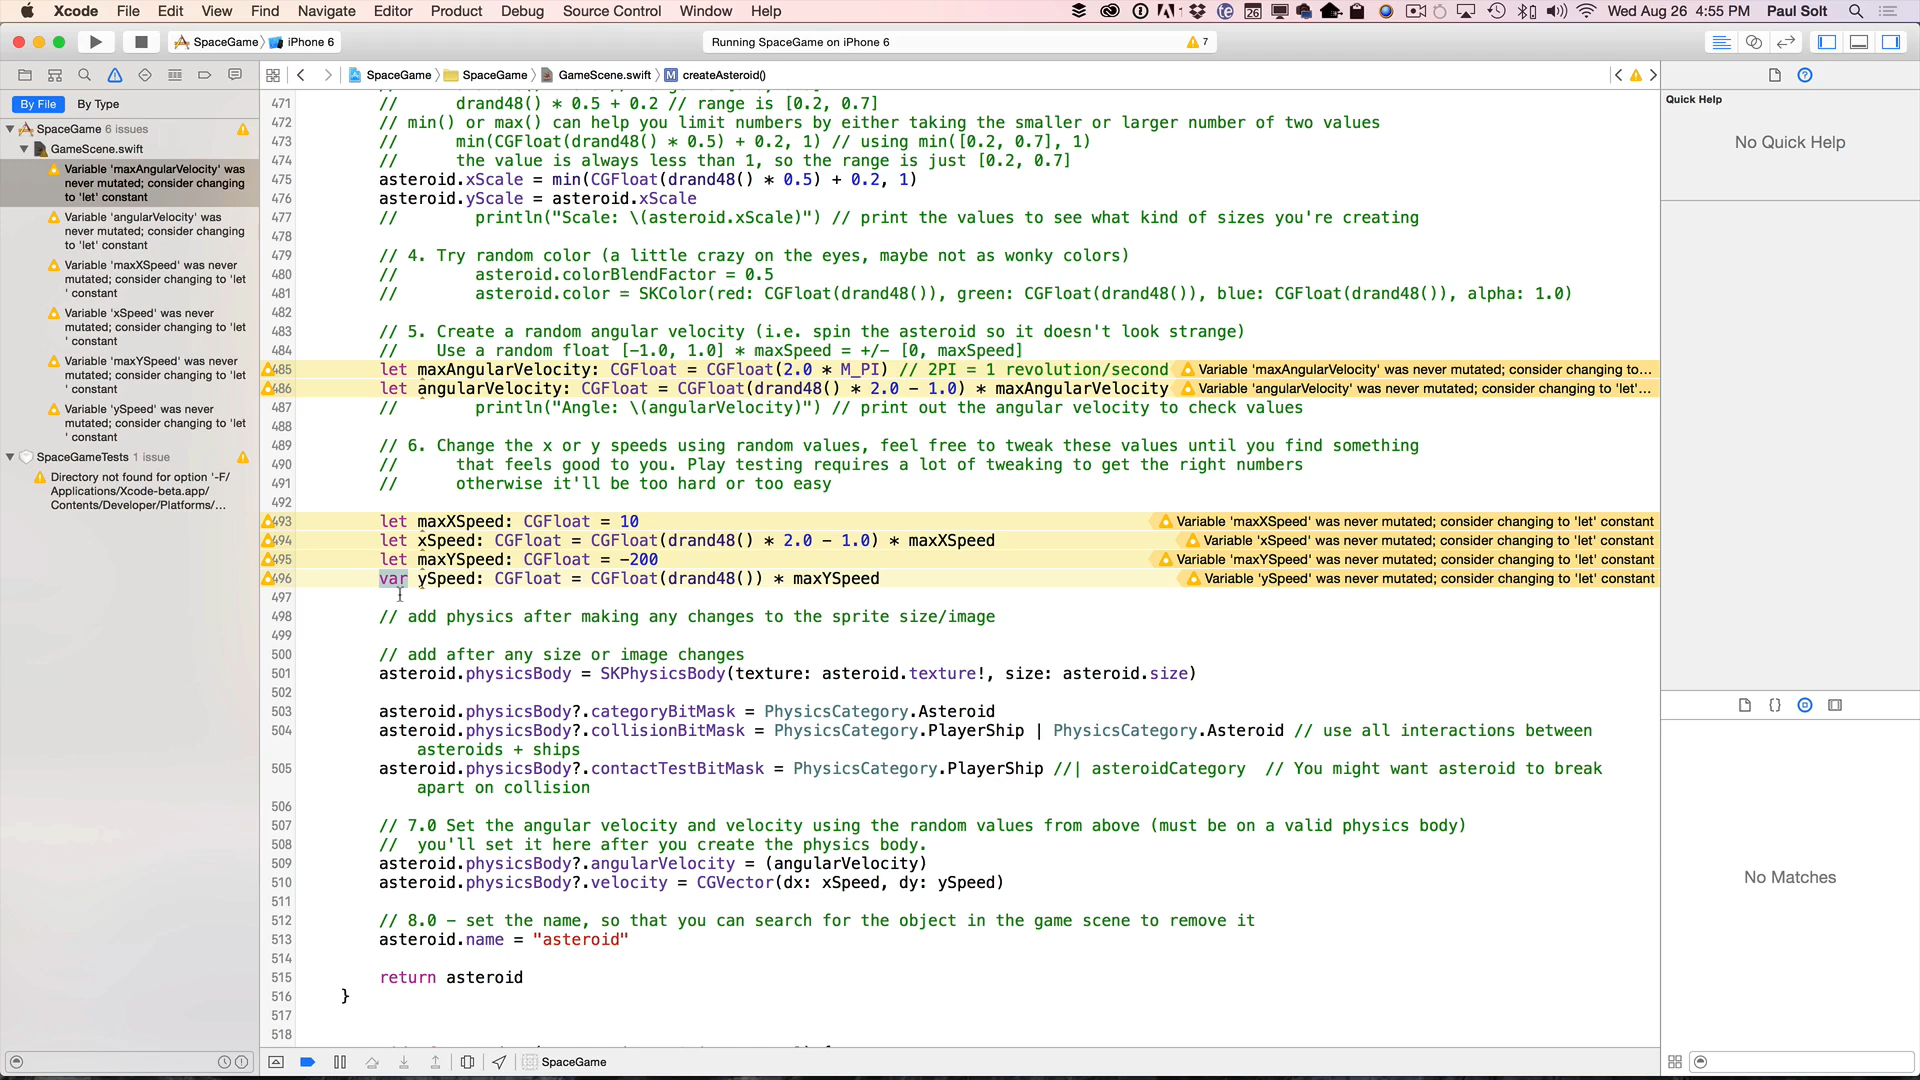 Xcode File Edit View Find Navigate Editor Product Debug Source Control Window Help
26 Wed Aug 26 4:55 PM Paul Solt
SpaceGame iPhone 6
Running SpaceGame on iPhone 6
7
SpaceGame SpaceGame GameScene.swift M createAsteroid()
By File By Type
SpaceGame 6 issues
GameScene.swift
Variable 'maxAngularVelocity' was
never mutated; consider changing
to 'let' constant
Variable 'angularVelocity' was
never mutated; consider changing
to 'let' constant
Variable 'maxXSpeed' was never
mutated; consider changing to 'let
' constant
Variable 'xSpeed' was never
mutated; consider changing to 'let
' constant
Variable 'maxYSpeed' was never
mutated; consider changing to 'let
' constant
Variable 'ySpeed' was never
mutated; consider changing to 'let
' constant
SpaceGameTests 1 issue
Directory not found for option '-F/
Applications/Xcode-beta.app/
Contents/Developer/Platforms/...
471 // drand48() * 0.5 + 0.2 // range is [0.2, 0.7]
472 // min() or max() can help you limit numbers by either taking the smaller or larger number of two values
473 // min(CGFloat(drand48() * 0.5) + 0.2, 1) // using min([0.2, 0.7], 1)
474 // the value is always less than 1, so the range is just [0.2, 0.7]
475 asteroid.xScale = min(CGFloat(drand48() * 0.5) + 0.2, 1)
476 asteroid.yScale = asteroid.xScale
477 // println("Scale: \(asteroid.xScale)") // print the values to see what kind of sizes you're creating
478
479 // 4. Try random color (a little crazy on the eyes, maybe not as wonky colors)
480 // asteroid.colorBlendFactor = 0.5
481 // asteroid.color = SKColor(red: CGFloat(drand48()), green: CGFloat(drand48()), blue: CGFloat(drand48()), alpha: 1.0)
482
483 // 5. Create a random angular velocity (i.e. spin the asteroid so it doesn't look strange)
484 // Use a random float [-1.0, 1.0] * maxSpeed = +/- [0, maxSpeed]
485 let maxAngularVelocity: CGFloat = CGFloat(2.0 * M_PI) // 2PI = 1 revolution/second Variable 'maxAngularVelocity' was never mutated; consider changing to...
486 let angularVelocity: CGFloat = CGFloat(drand48() * 2.0 - 1.0) * maxAngularVelocity Variable 'angularVelocity' was never mutated; consider changing to 'let'...
487 // println("Angle: \(angularVelocity)") // print out the angular velocity to check values
488
489 // 6. Change the x or y speeds using random values, feel free to tweak these values until you find something
490 // that feels good to you. Play testing requires a lot of tweaking to get the right numbers
491 // otherwise it'll be too hard or too easy
492
493 let maxXSpeed: CGFloat = 10 Variable 'maxXSpeed' was never mutated; consider changing to 'let' constant
494 let xSpeed: CGFloat = CGFloat(drand48() * 2.0 - 1.0) * maxXSpeed Variable 'xSpeed' was never mutated; consider changing to 'let' constant
495 let maxYSpeed: CGFloat = -200 Variable 'maxYSpeed' was never mutated; consider changing to 'let' constant
496 var ySpeed: CGFloat = CGFloat(drand48()) * maxYSpeed Variable 'ySpeed' was never mutated; consider changing to 'let' constant
497
498 // add physics after making any changes to the sprite size/image
499
500 // add after any size or image changes
501 asteroid.physicsBody = SKPhysicsBody(texture: asteroid.texture!, size: asteroid.size)
502
503 asteroid.physicsBody?.categoryBitMask = PhysicsCategory.Asteroid
504 asteroid.physicsBody?.collisionBitMask = PhysicsCategory.PlayerShip | PhysicsCategory.Asteroid // use all interactions between
asteroids + ships
505 asteroid.physicsBody?.contactTestBitMask = PhysicsCategory.PlayerShip //| asteroidCategory // You might want asteroid to break
apart on collision
506
507 // 7.0 Set the angular velocity and velocity using the random values from above (must be on a valid physics body)
508 // you'll set it here after you create the physics body.
509 asteroid.physicsBody?.angularVelocity = (angularVelocity)
510 asteroid.physicsBody?.velocity = CGVector(dx: xSpeed, dy: ySpeed)
511
512 // 8.0 - set the name, so that you can search for the object in the game scene to remove it
513 asteroid.name = "asteroid"
514
515 return asteroid
516 }
517
518
SpaceGame
Quick Help
No Quick Help
No Matches